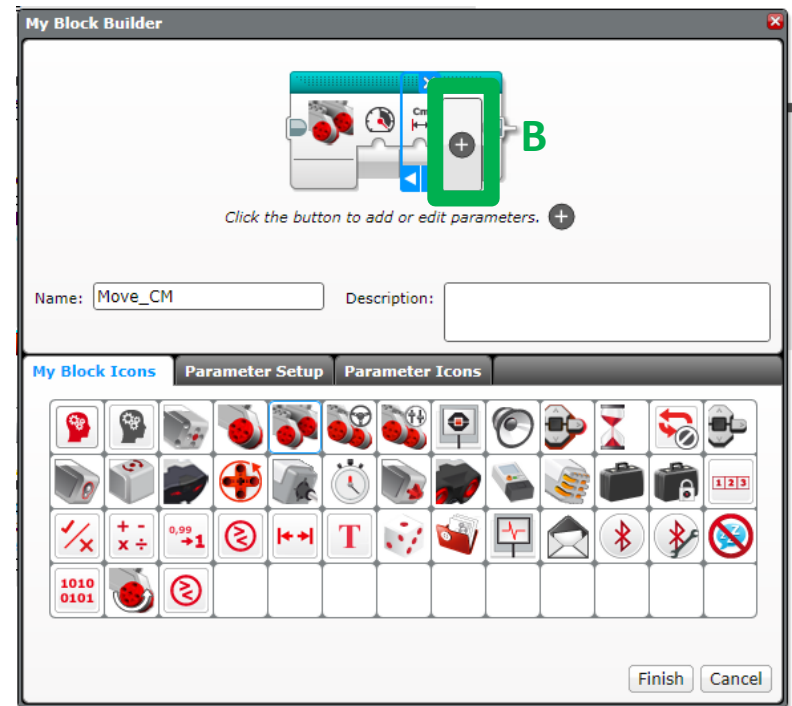 My Block Builder
Cm
B
Click the button to add or edit parameters.
Name: Move_CM Description:
My Block Icons Parameter Setup Parameter Icons
1 2 3
0,99
→1
T
1010
0101
Finish Cancel